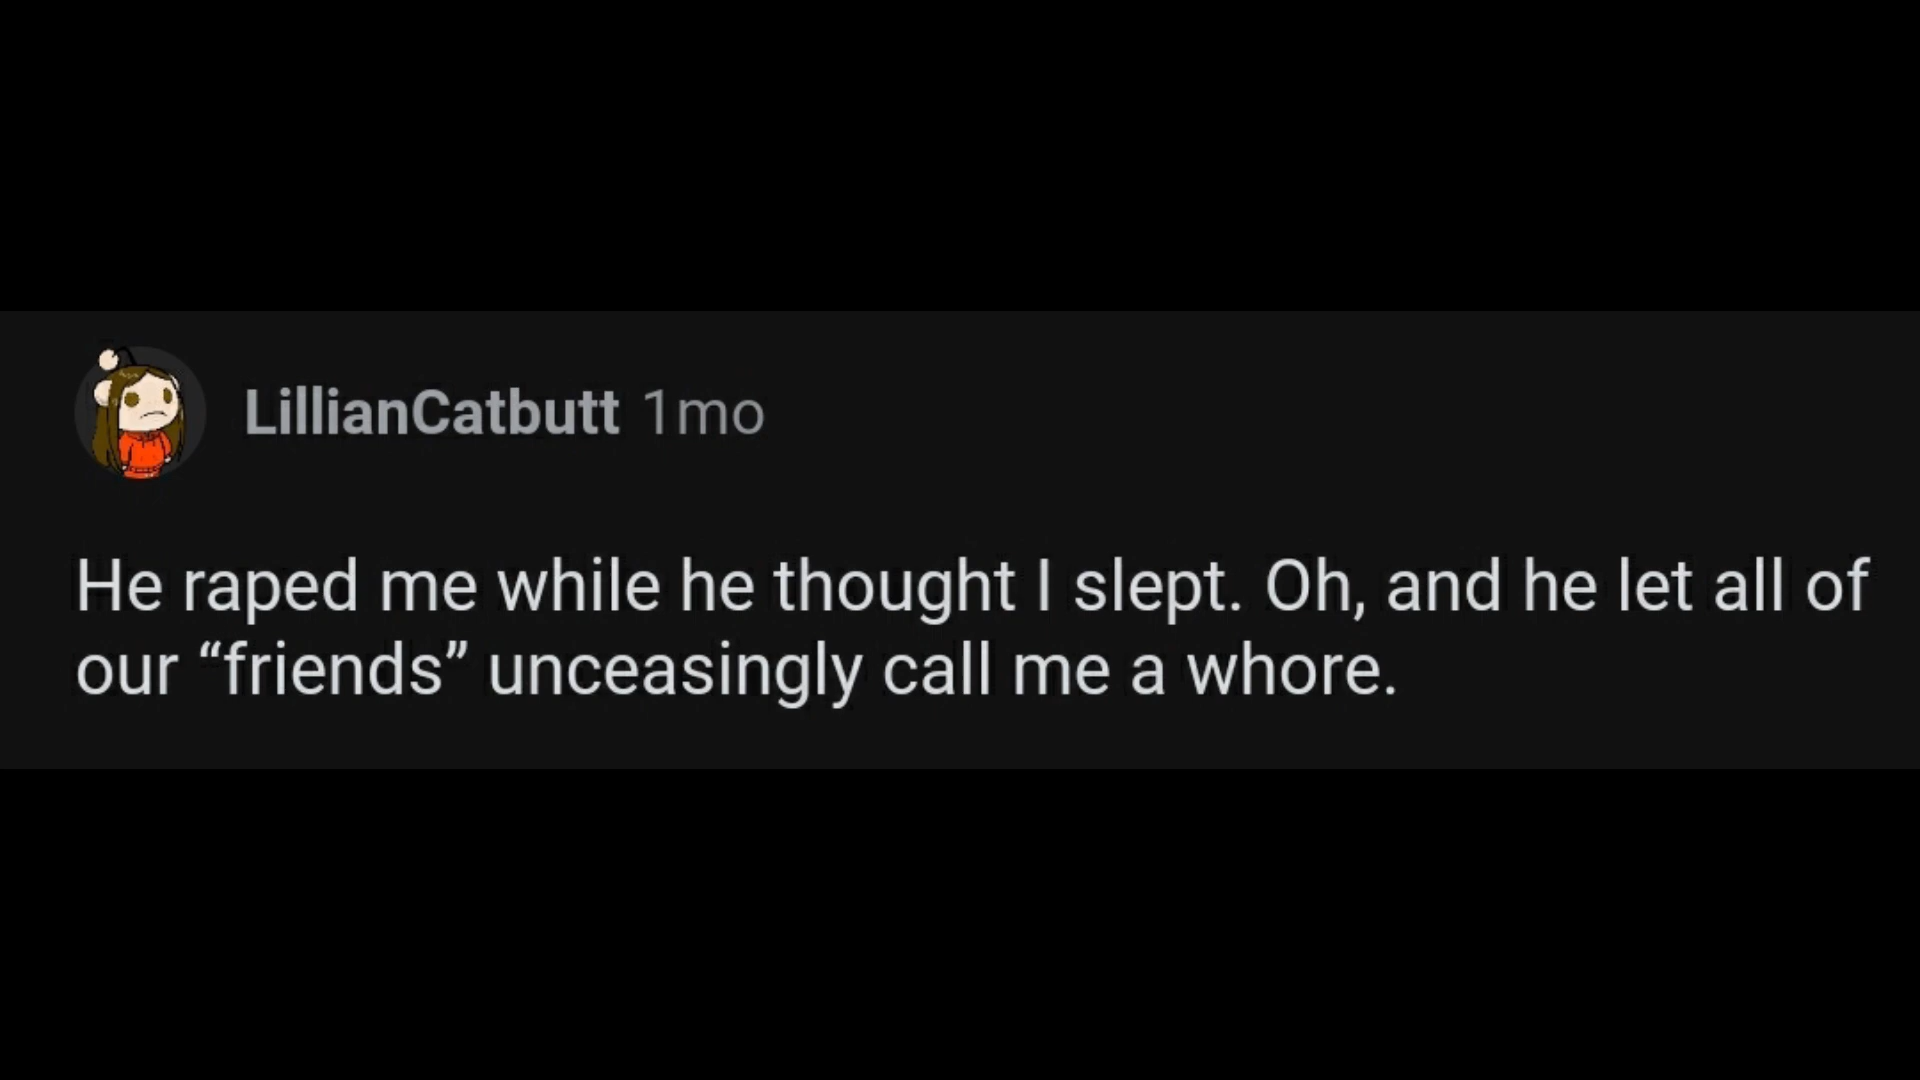 LillianCatbutt 1mo
He raped me while he thought I slept. Oh, and he let all of
our “friends” unceasingly call me a whore.